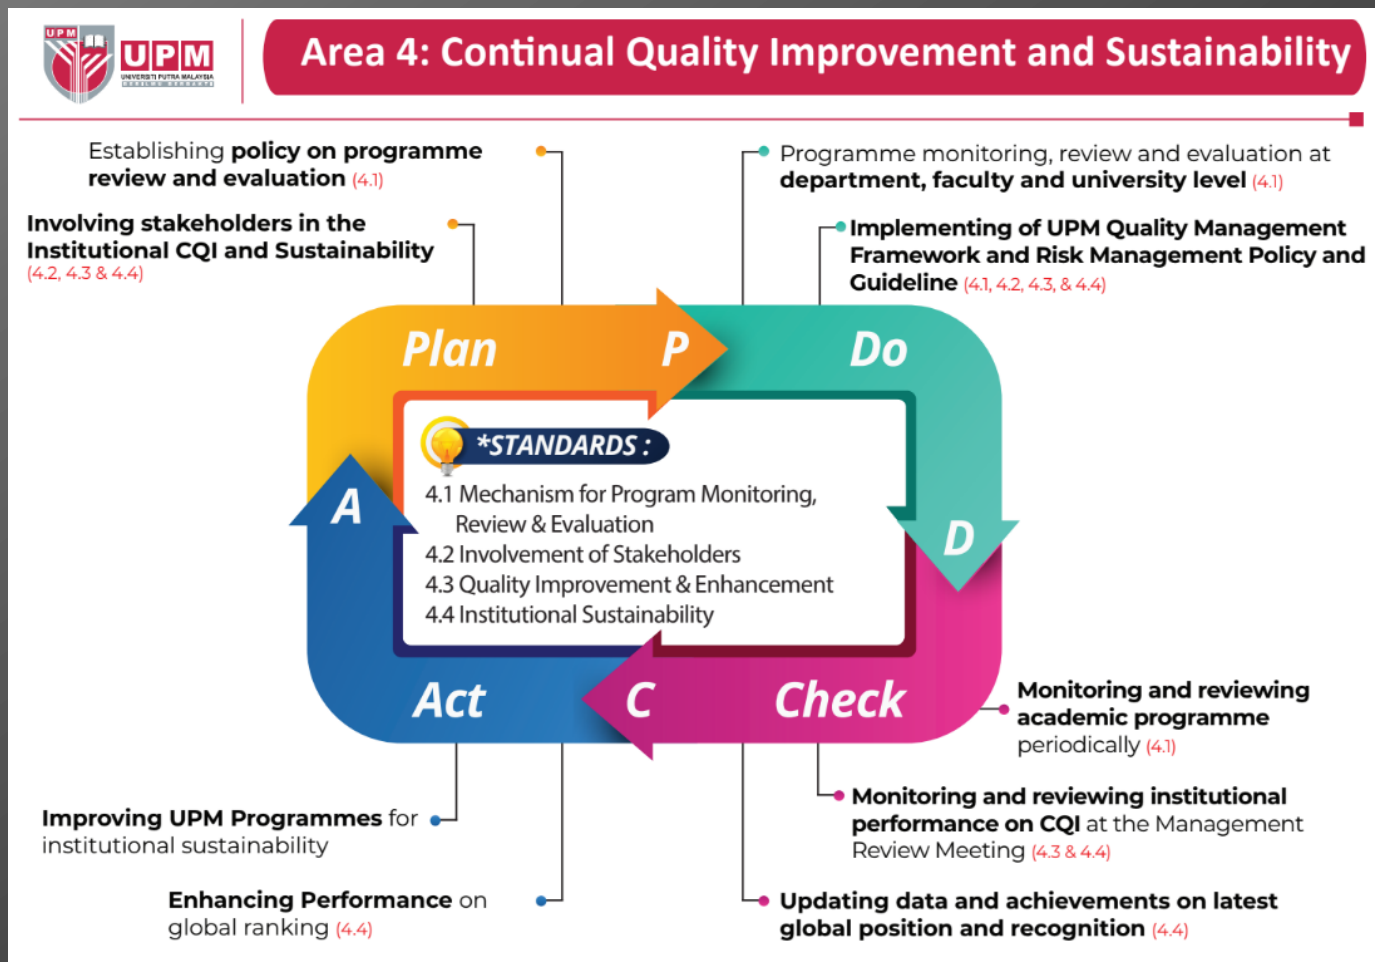 UPM
UPM
UNIVERSITI PUTRA MALAYSIA
Area 4: Continual Quality Improvement and Sustainability
Establishing policy on programme
review and evaluation (4.1)
Involving stakeholders in the
Institutional CQI and Sustainability
(4.2, 4.3 & 4.4)
Programme monitoring, review and evaluation at
department, faculty and university level (4.1)
Implementing of UPM Quality Management
Framework and Risk Management Policy and
Guideline (4.1, 4.2, 4.3, & 4.4)
Plan
P
Do
D
*STANDARDS :
4.1 Mechanism for Program Monitoring,
Review & Evaluation
4.2 Involvement of Stakeholders
4.3 Quality Improvement & Enhancement
4.4 Institutional Sustainability
A
Act
C
Check
Monitoring and reviewing
academic programme
periodically (4.1)
Monitoring and reviewing institutional
performance on CQI at the Management
Review Meeting (4.3 & 4.4)
Updating data and achievements on latest
global position and recognition (4.4)
Improving UPM Programmes for
institutional sustainability
Enhancing Performance on
global ranking (4.4)